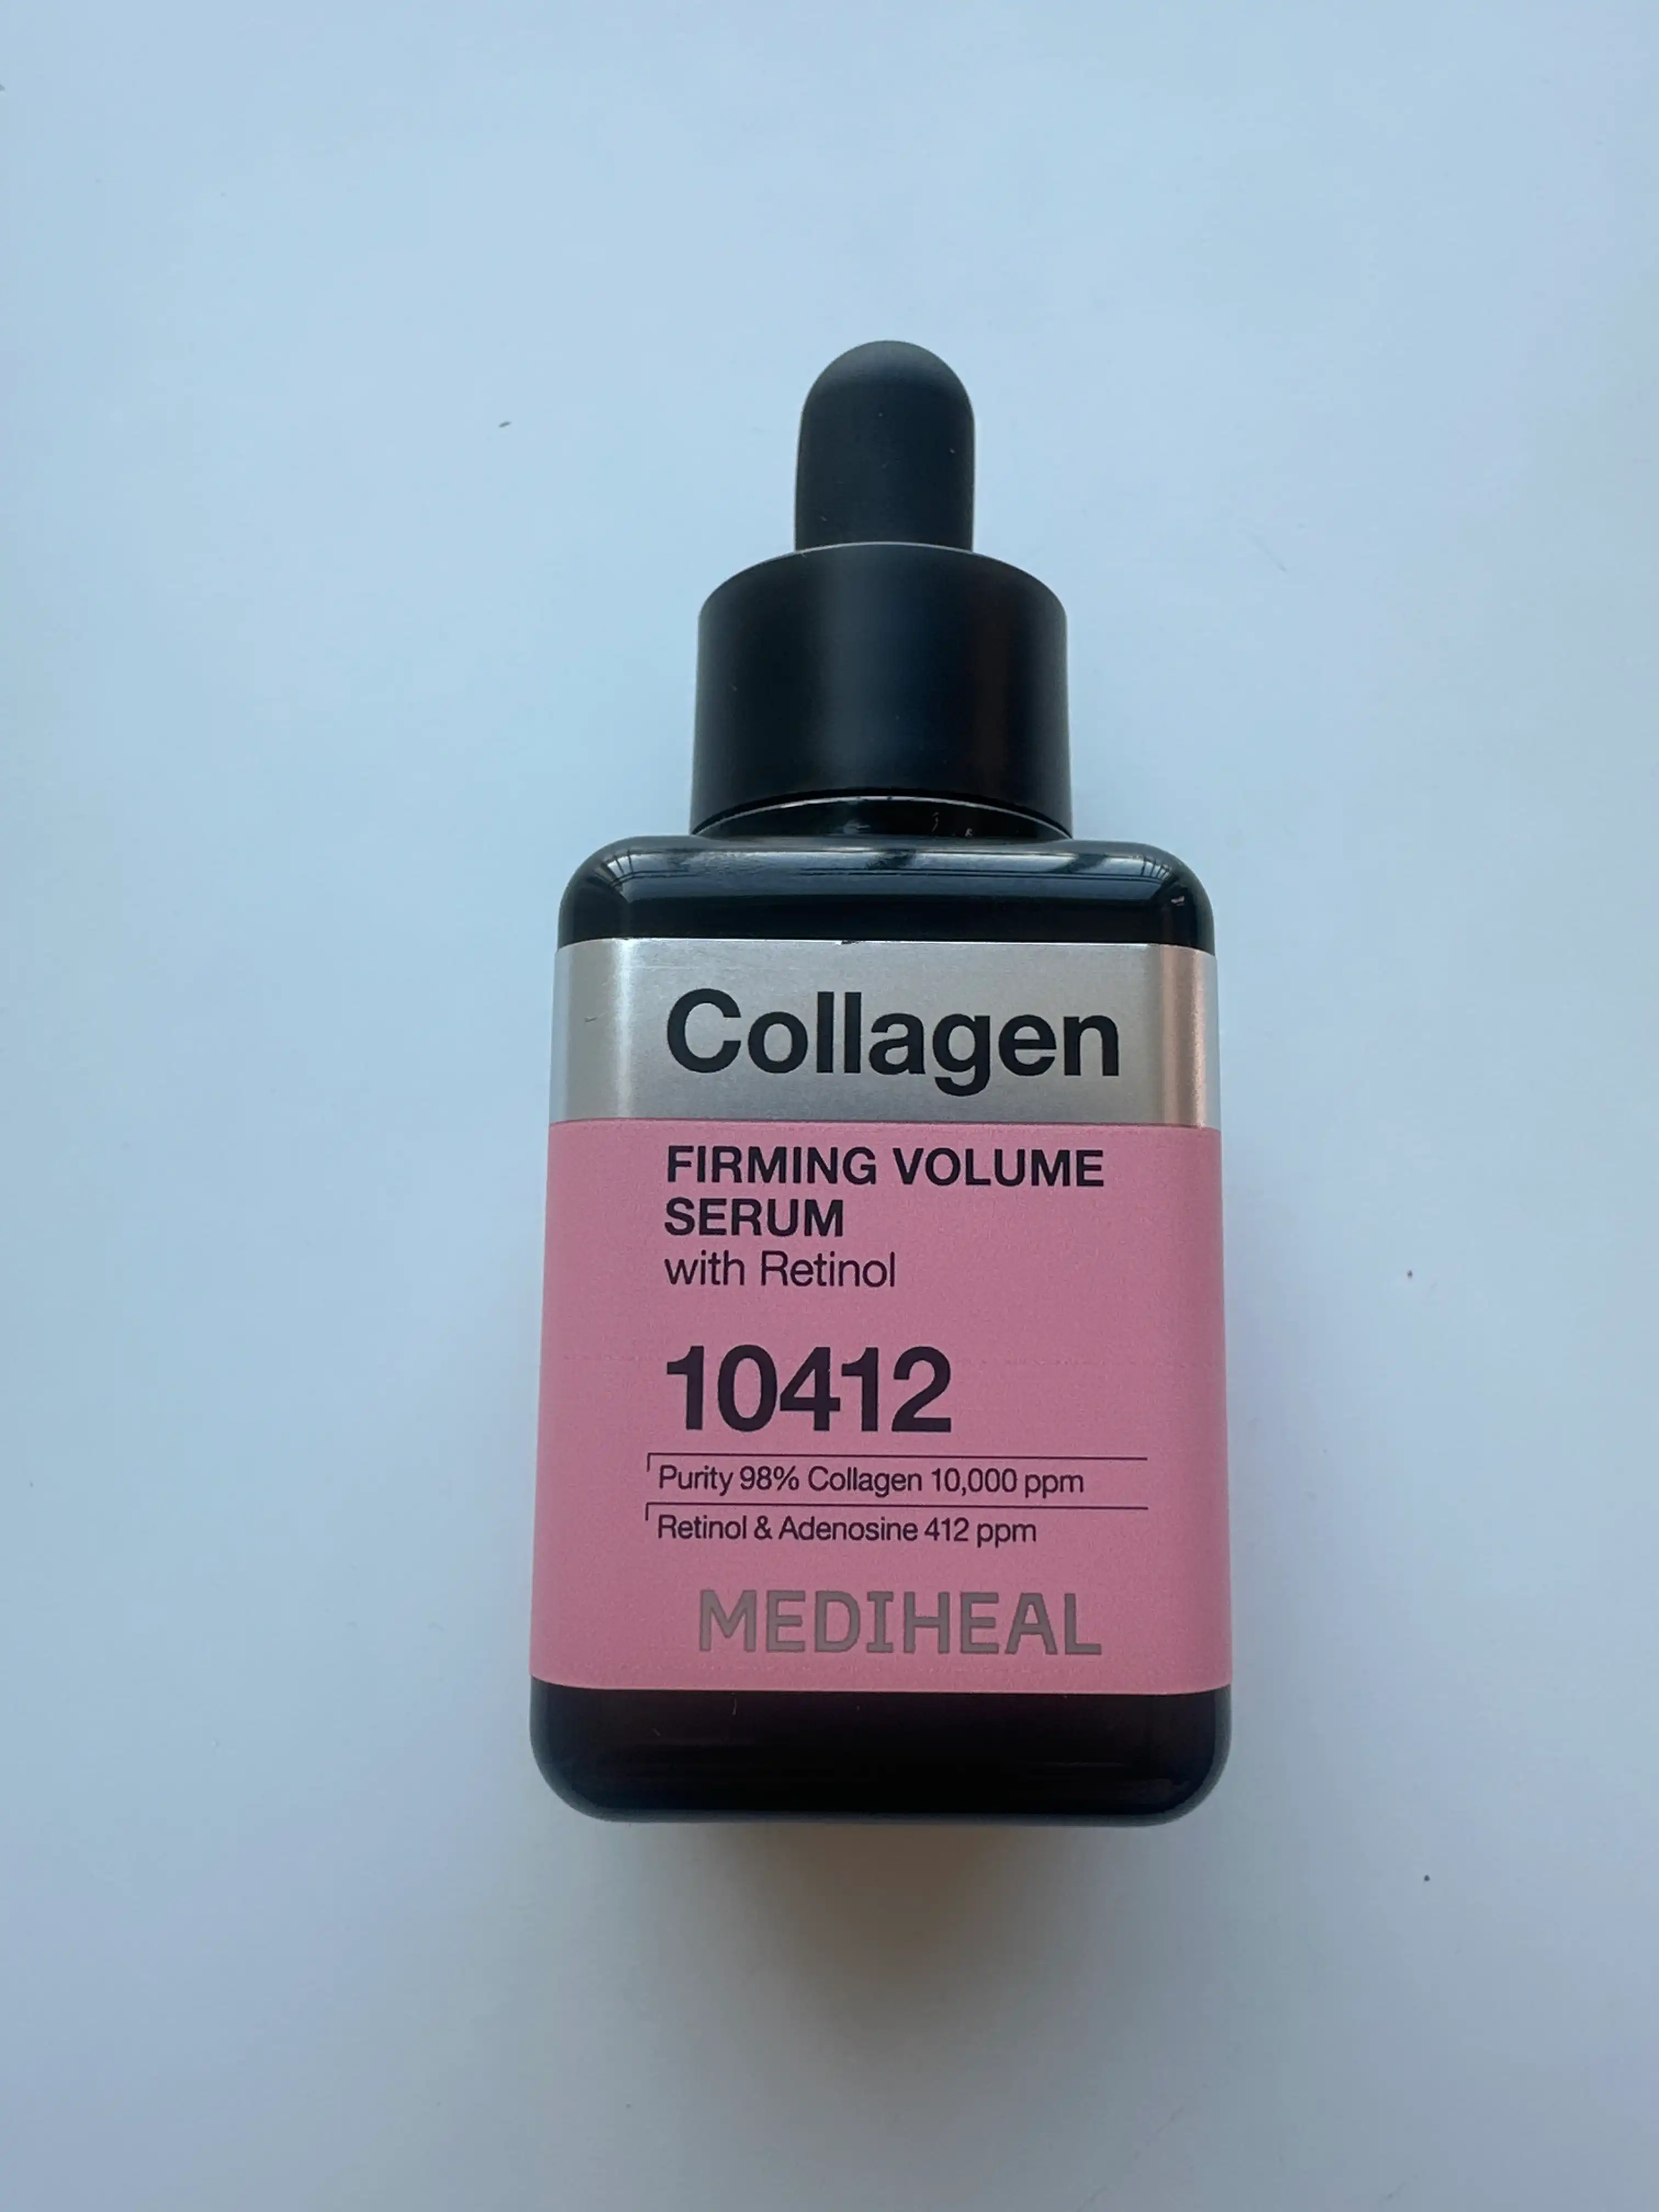 Collagen
FIRMING VOLUME
SERUM
with Retinol
10412
Purity 98% Collagen 10,000 ppm
Retinol & Adenosine 412 ppm
MEDIHEAL